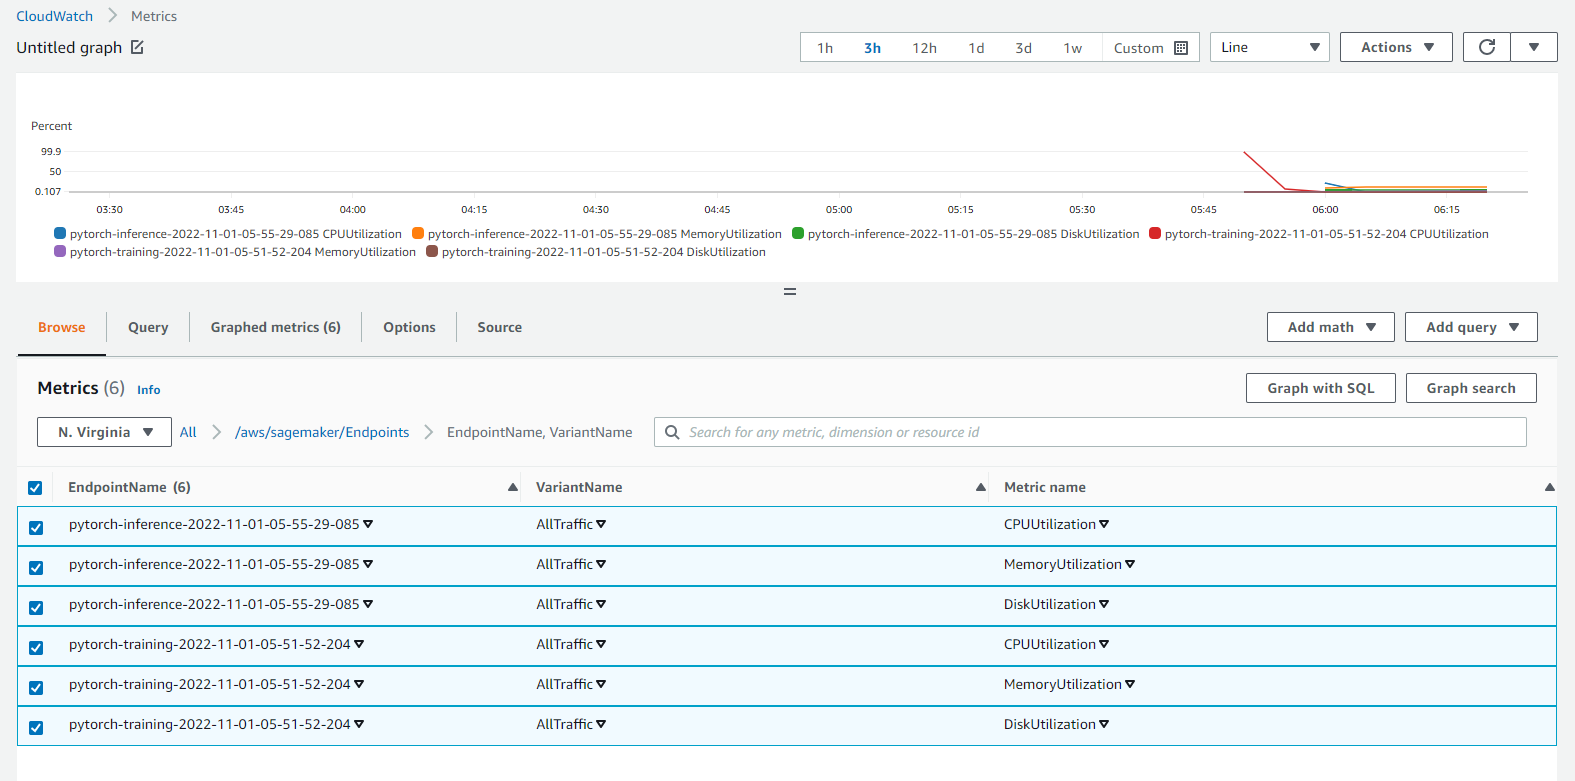 CloudWatch Metrics
Untitled graph
1h 3h 12h 1d 3d 1w Custom Line Actions
Percent
99.9
50
0.107
03:30 03:45 04:00 04:15 04:30 04:45 05:00 05:15 05:30 05:45 06:00 06:15
pytorch-inference-2022-11-01-05-55-29-085 CPUUtilization pytorch-inference-2022-11-01-05-55-29-085 MemoryUtilization pytorch-inference-2022-11-01-05-55-29-085 DiskUtilization pytorch-training-2022-11-01-05-51-52-204 CPUUtilization
pytorch-training-2022-11-01-05-51-52-204 MemoryUtilization pytorch-training-2022-11-01-05-51-52-204 DiskUtilization
Browse Query Graphed metrics (6) Options Source Add math Add query
Metrics (6) Info Graph with SQL Graph search
N. Virginia All /aws/sagemaker/Endpoints EndpointName, VariantName Search for any metric, dimension or resource id
EndpointName (6) VariantName Metric name
pytorch-inference-2022-11-01-05-55-29-085 AllTraffic CPUUtilization
pytorch-inference-2022-11-01-05-55-29-085 AllTraffic MemoryUtilization
pytorch-inference-2022-11-01-05-55-29-085 AllTraffic DiskUtilization
pytorch-training-2022-11-01-05-51-52-204 AllTraffic CPUUtilization
pytorch-training-2022-11-01-05-51-52-204 AllTraffic MemoryUtilization
pytorch-training-2022-11-01-05-51-52-204 AllTraffic DiskUtilization